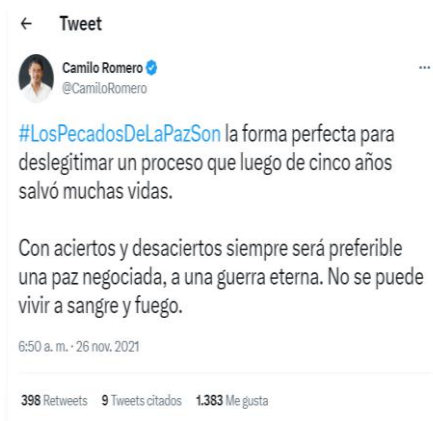 Tweet
Camilo Romero
@CamiloRomero
#LosPecadosDeLaPazSon la forma perfecta para
deslegitimar un proceso que luego de cinco años
salvó muchas vidas.
Con aciertos y desaciertos siempre será preferible
una paz negociada, a una guerra eterna. No se puede
vivir a sangre y fuego.
6:50 a. m. · 26 nov. 2021
398 Retweets 9 Tweets citados 1.383 Me gusta